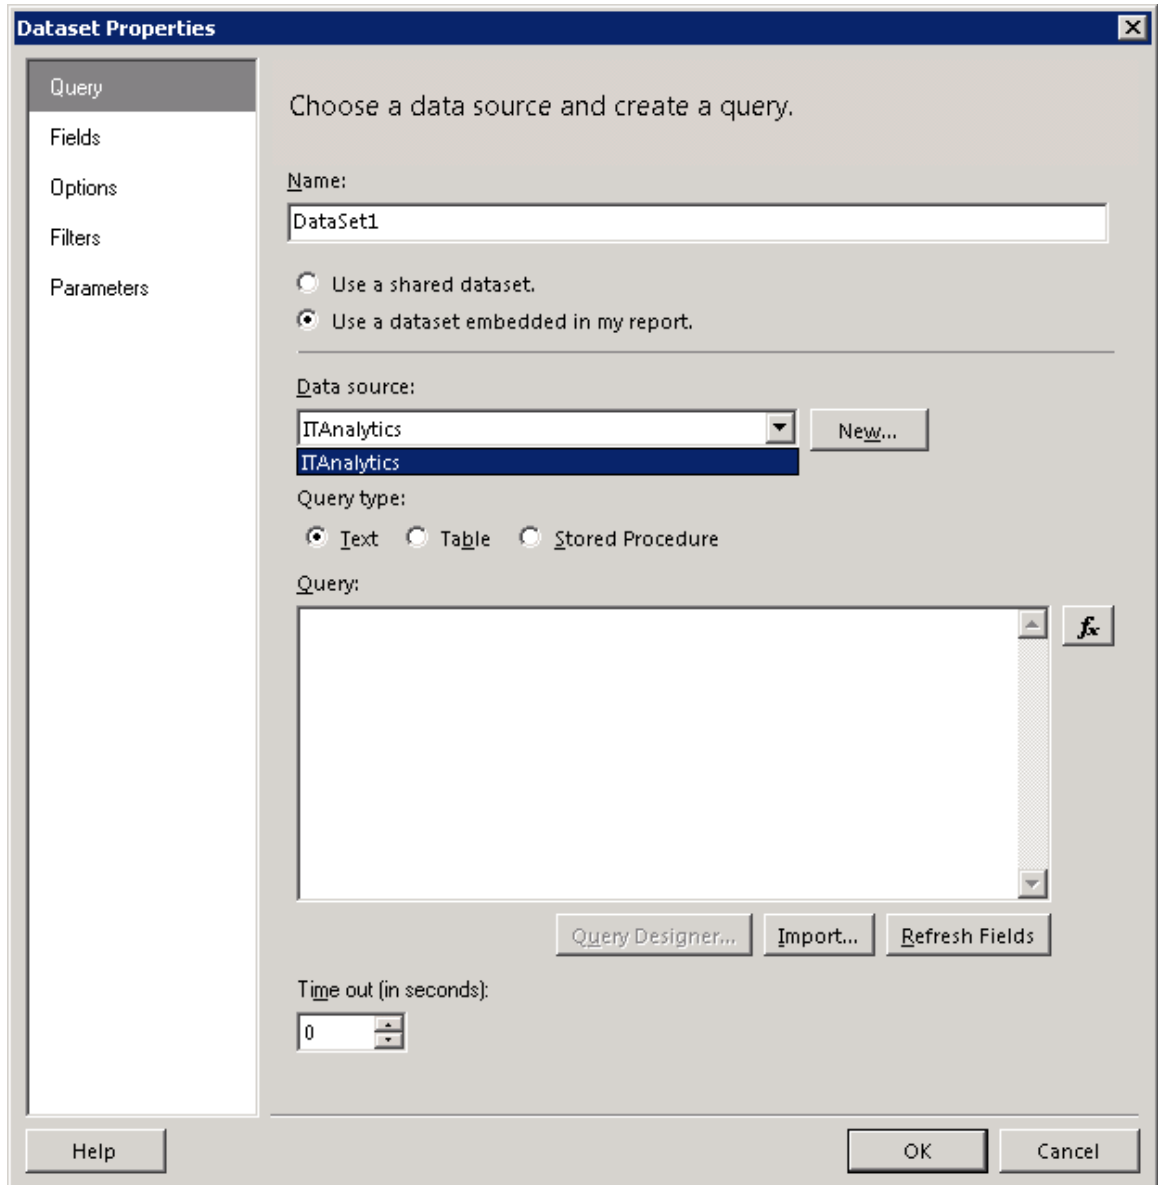 Dataset Properties
Query
Fields
Options
Filters
Parameters
Choose a data source and create a query.
Name:
DataSet1
Use a shared dataset.
Use a dataset embedded in my report.
Data source:
ITAnalytics
New...
ITAnalytics
Query type:
Text Table Stored Procedure
Query:
fx
Query Designer... Import... Refresh Fields
Time out (in seconds):
0
Help OK Cancel